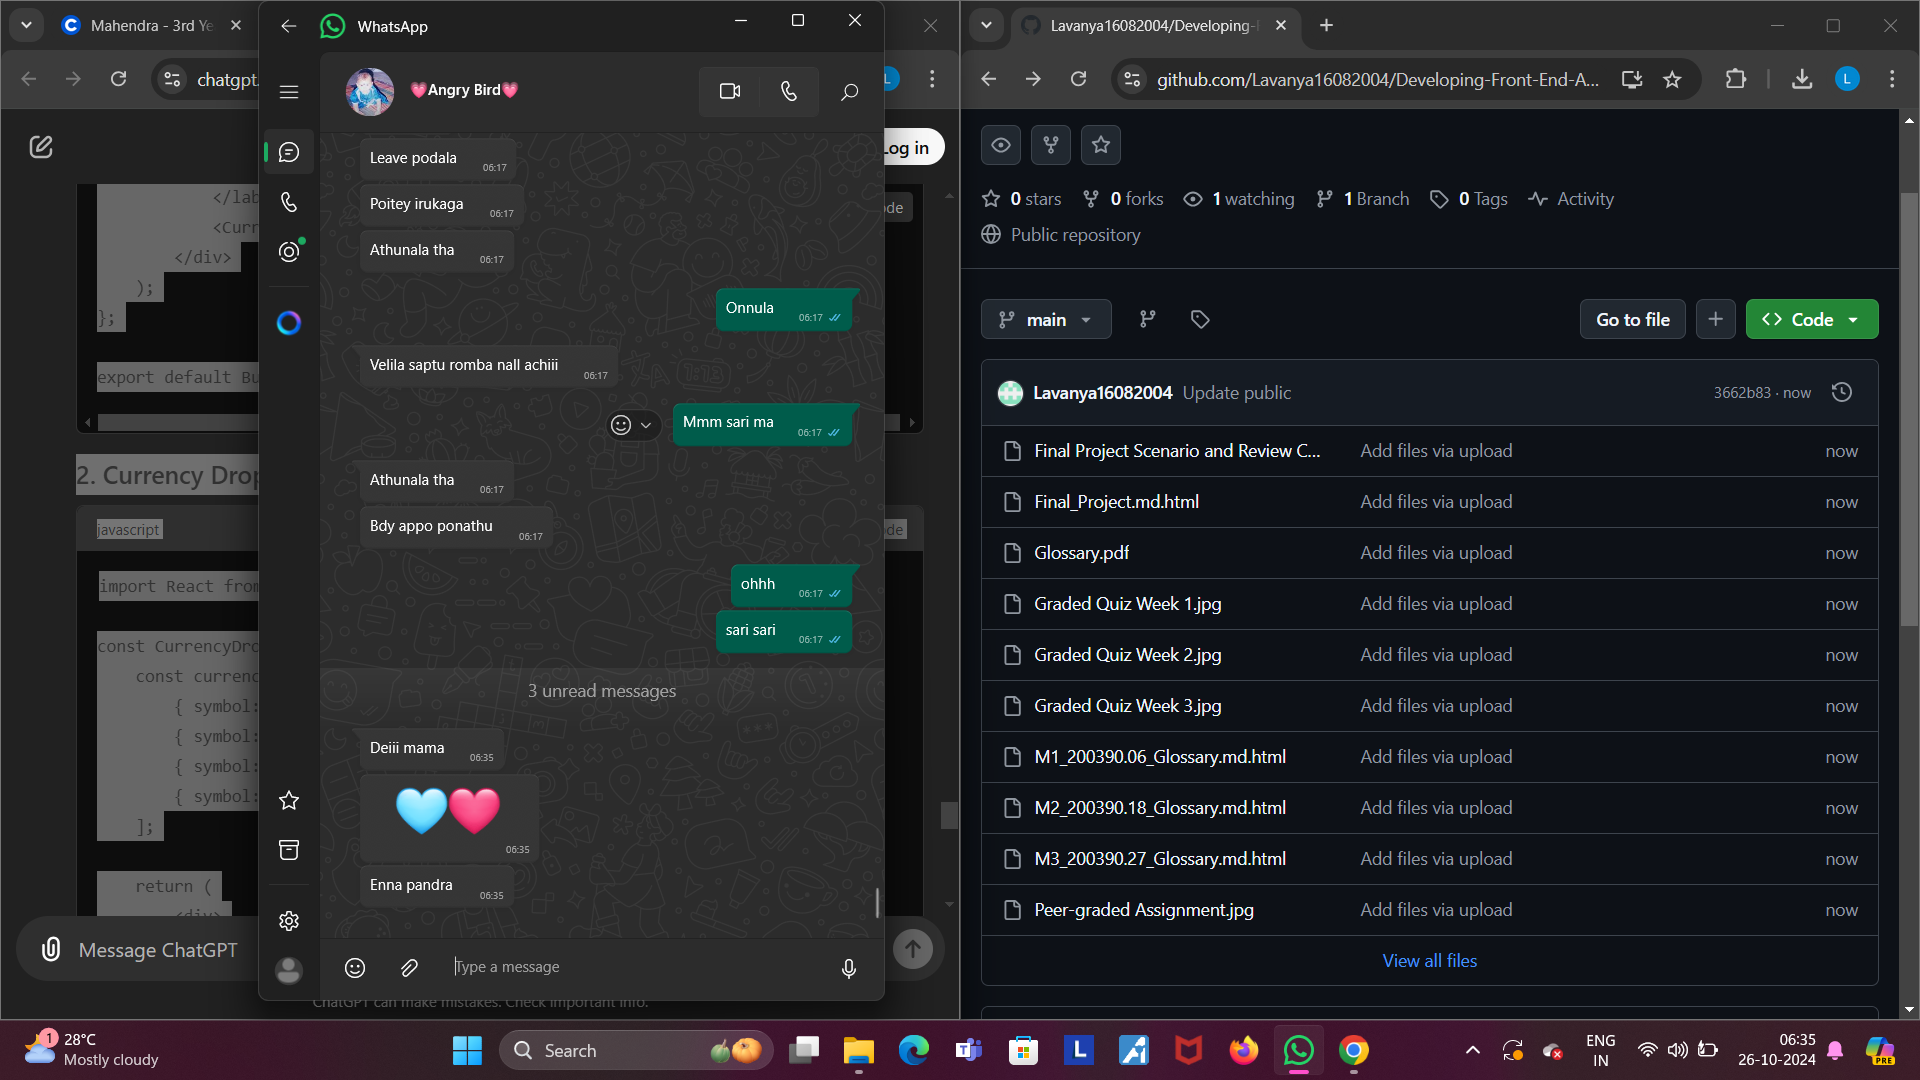 Mahendra - 3rd Ye
chatgpt.
L
Log in
</lab
ode
<Curr
</div>
);
};
export default Bu
2. Currency Drop
javascript
ode
import React from
const CurrencyDro
const currenc
{ symbol:
{ symbol:
{ symbol:
{ symbol:
];
return (
<div>
Message ChatGPT
ChatGPT can make mistakes. Check important info.
WhatsApp
Angry Bird
Leave podala 06:17
Poitey irukaga 06:17
Athunala tha 06:17
Onnula 06:17
Velila saptu romba nall achiii 06:17
Mmm sari ma 06:17
Athunala tha 06:17
Bdy appo ponathu 06:17
ohhh 06:17
sari sari 06:17
3 unread messages
Deiii mama 06:35
06:35
Enna pandra 06:35
Type a message
Lavanya16082004/Developing-
github.com/Lavanya16082004/Developing-Front-End-A...
L
0 stars 0 forks 1 watching 1 Branch 0 Tags Activity
Public repository
main Go to file Code
Lavanya16082004 Update public 3662b83 · now
Final Project Scenario and Review C... Add files via upload now
Final_Project.md.html Add files via upload now
Glossary.pdf Add files via upload now
Graded Quiz Week 1.jpg Add files via upload now
Graded Quiz Week 2.jpg Add files via upload now
Graded Quiz Week 3.jpg Add files via upload now
M1_200390.06_Glossary.md.html Add files via upload now
M2_200390.18_Glossary.md.html Add files via upload now
M3_200390.27_Glossary.md.html Add files via upload now
Peer-graded Assignment.jpg Add files via upload now
View all files
1
28°C
Mostly cloudy
Search
L
ENG
IN
06:35
26-10-2024
PRE